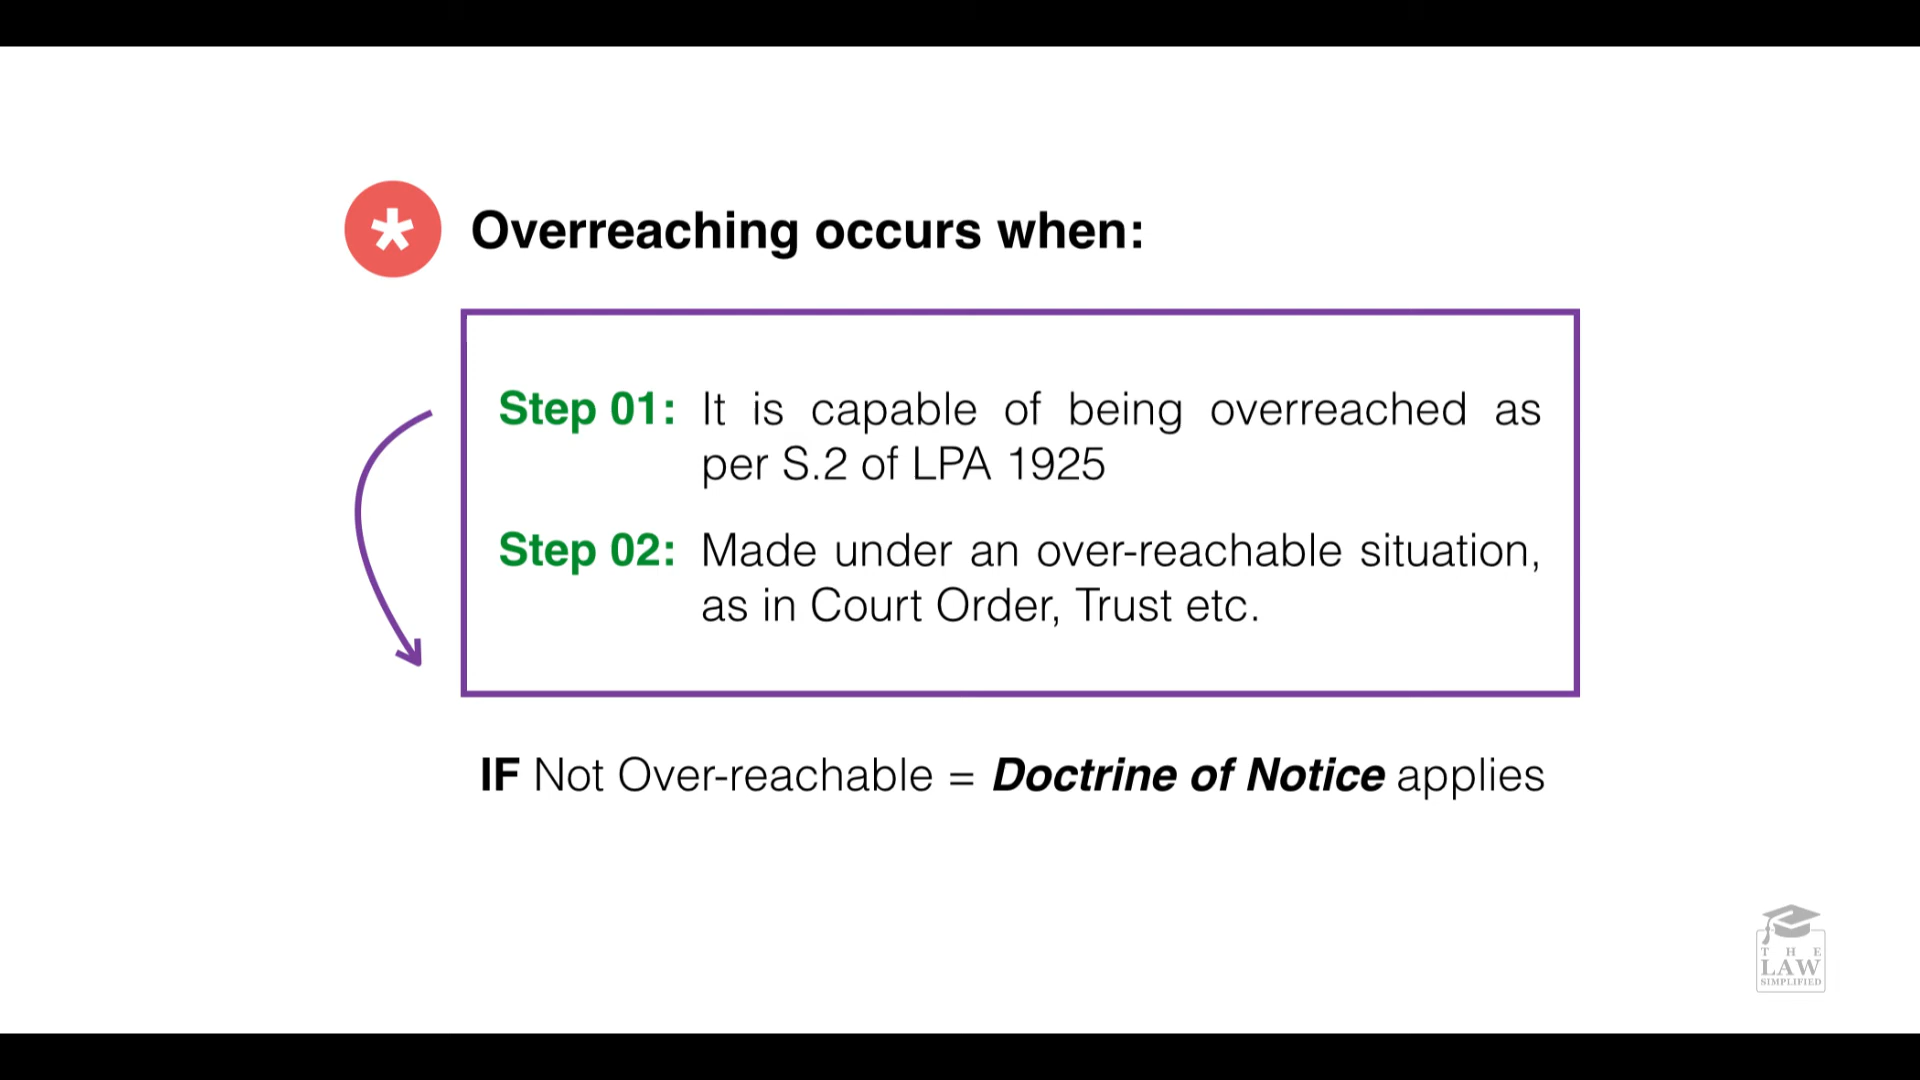 *
Overreaching occurs when:
Step 01: It is capable of being overreached as
per S.2 of LPA 1925
Step 02: Made under an over-reachable situation,
as in Court Order, Trust etc.
IF Not Over-reachable = Doctrine of Notice applies
THE
LAW
SIMPLIFIED